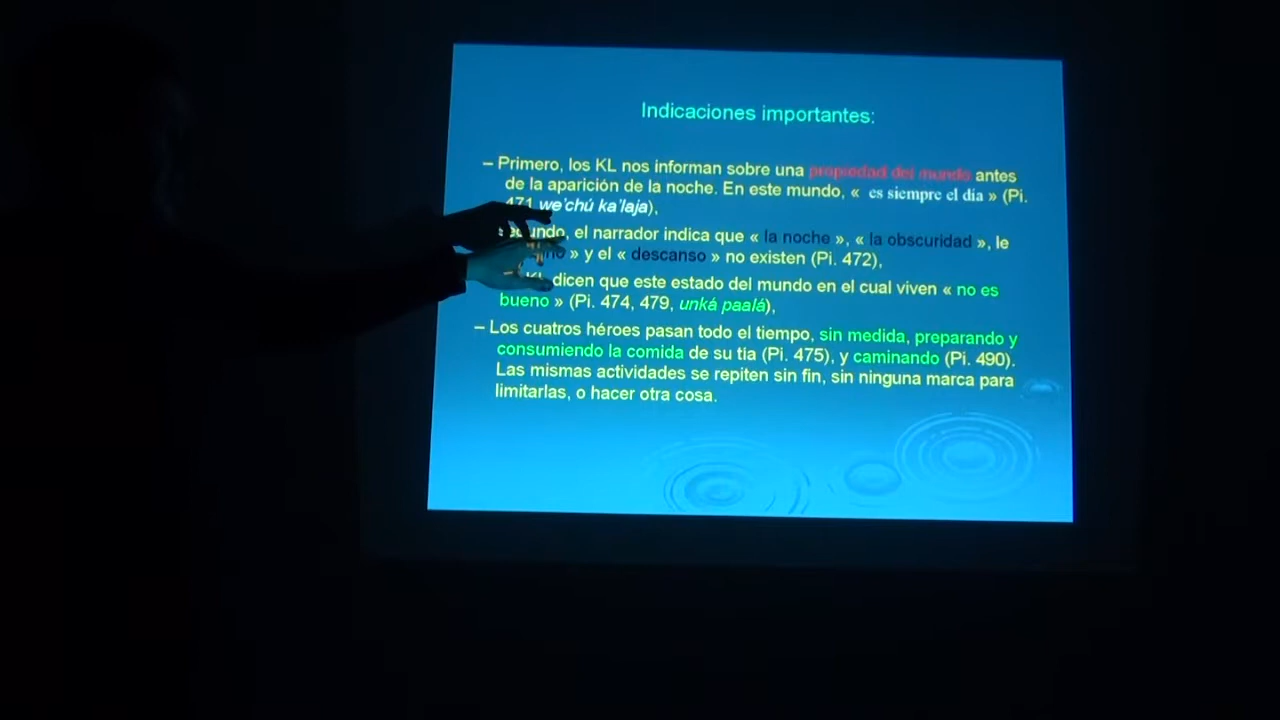 Indicaciones importantes:
– Primero, los KL nos informan sobre una propiedad del mundo antes
de la aparición de la noche. En este mundo, « es siempre el día » (Pi.
471 we'chú ka'laja),
segundo, el narrador indica que « la noche », « la obscuridad », le
» y el « descanso » no existen (Pi. 472),
KL dicen que este estado del mundo en el cual viven « no es
bueno » (Pi. 474, 479, unká paalá),
– Los cuatros héroes pasan todo el tiempo, sin medida, preparando y
consumiendo la comida de su tía (Pi. 475), y caminando (Pi. 490).
Las mismas actividades se repiten sin fin, sin ninguna marca para
limitarlas, o hacer otra cosa.